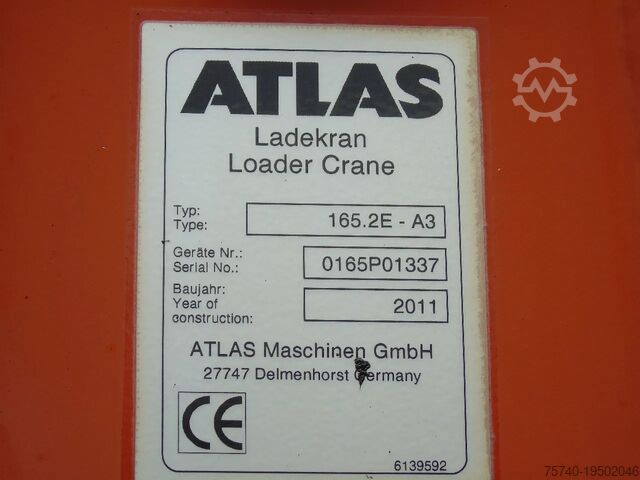 ATLAS
Ladekran
Loader Crane
Typ:
Type:
165.2E - A3
Geräte Nr.:
Serial No.:
0165P01337
Baujahr:
Year of
construction:
2011
ATLAS Maschinen GmbH
27747 Delmenhorst Germany
CE
6139592
75740-19502046